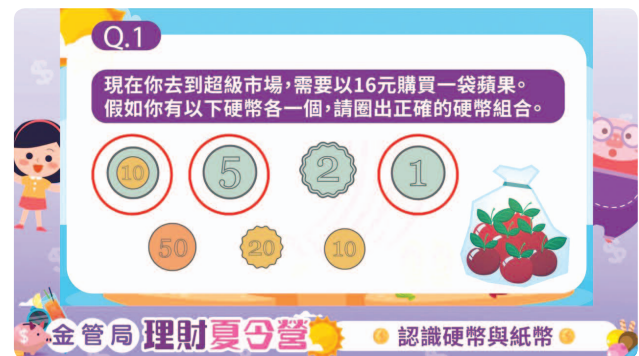 Q.1
現在你去到超級市場,需要以16元購買一袋蘋果。
假如你有以下硬幣各一個,請圈出正確的硬幣組合。
10 5 2 1
50 20 10
$ 金管局 理財夏令營 認識硬幣與紙幣